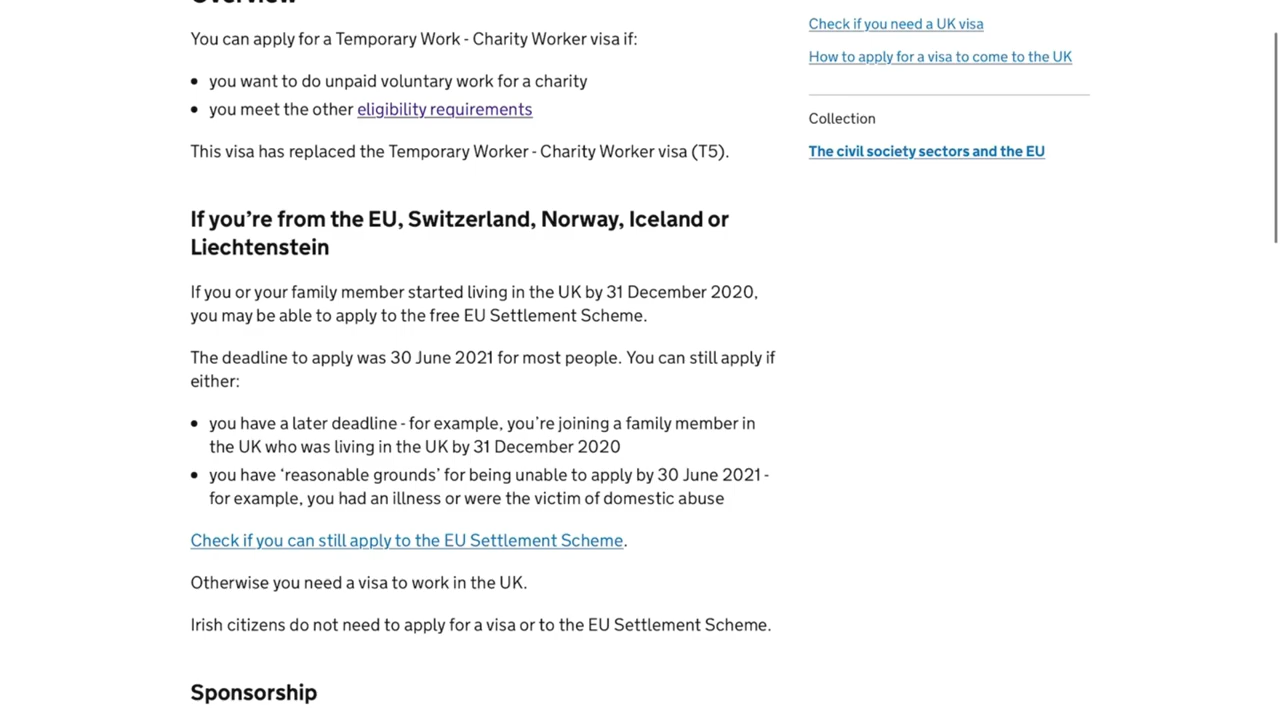 Overview
You can apply for a Temporary Work - Charity Worker visa if:
• you want to do unpaid voluntary work for a charity
• you meet the other eligibility requirements
This visa has replaced the Temporary Worker - Charity Worker visa (T5).
If you’re from the EU, Switzerland, Norway, Iceland or
Liechtenstein
If you or your family member started living in the UK by 31 December 2020,
you may be able to apply to the free EU Settlement Scheme.
The deadline to apply was 30 June 2021 for most people. You can still apply if
either:
• you have a later deadline - for example, you’re joining a family member in
the UK who was living in the UK by 31 December 2020
• you have ‘reasonable grounds’ for being unable to apply by 30 June 2021 -
for example, you had an illness or were the victim of domestic abuse
Check if you can still apply to the EU Settlement Scheme.
Otherwise you need a visa to work in the UK.
Irish citizens do not need to apply for a visa or to the EU Settlement Scheme.
Sponsorship
Check if you need a UK visa
How to apply for a visa to come to the UK
Collection
The civil society sectors and the EU